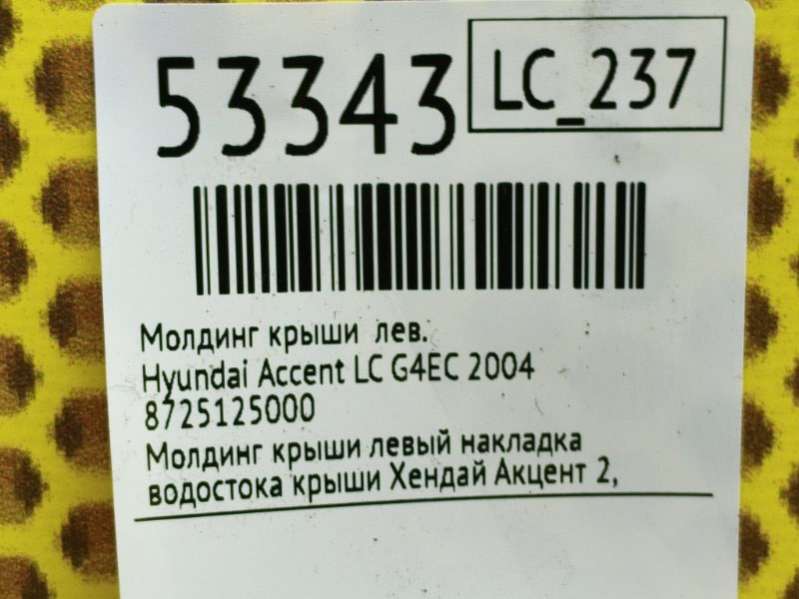 53343
LC_237
Молдинг крыши лев.
Hyundai Accent LC G4EC 2004
8725125000
Молдинг крыши левый накладка
водостока крыши Хендай Акцент 2,